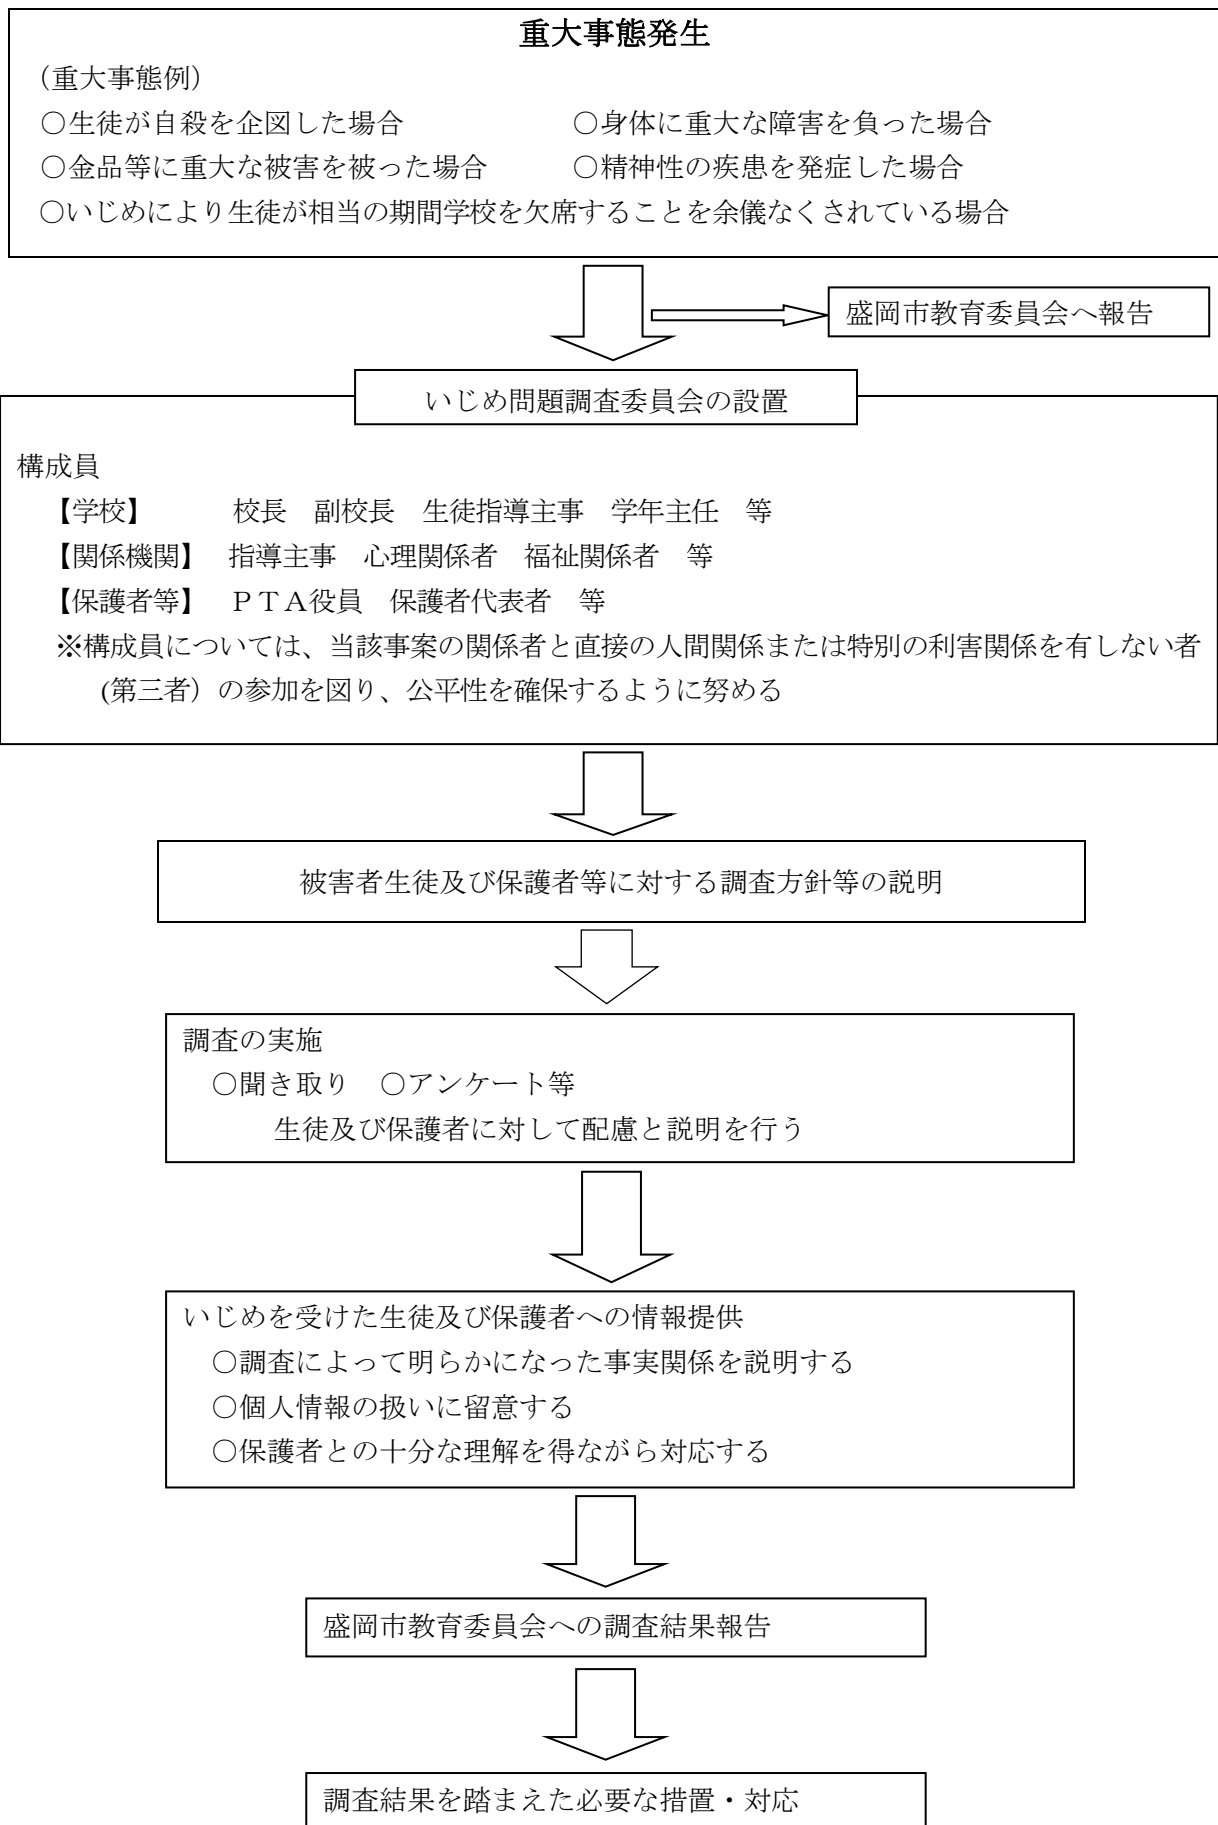 重大事態発生
（重大事態例）
○生徒が自殺を企図した場合　○身体に重大な障害を負った場合
○金品等に重大な被害を被った場合　○精神性の疾患を発症した場合
○いじめにより生徒が相当の期間学校を欠席することを余儀なくされている場合
盛岡市教育委員会へ報告
いじめ問題調査委員会の設置
構成員
【学校】　校長　副校長　生徒指導主事　学年主任　等
【関係機関】　指導主事　心理関係者　福祉関係者　等
【保護者等】　ＰＴＡ役員　保護者代表者　等
※構成員については、当該事案の関係者と直接の人間関係または特別の利害関係を有しない者
(第三者）の参加を図り、公平性を確保するように努める
被害者生徒及び保護者等に対する調査方針等の説明
調査の実施
○聞き取り　○アンケート等
生徒及び保護者に対して配慮と説明を行う
いじめを受けた生徒及び保護者への情報提供
○調査によって明らかになった事実関係を説明する
○個人情報の扱いに留意する
○保護者との十分な理解を得ながら対応する
盛岡市教育委員会への調査結果報告
調査結果を踏まえた必要な措置・対応